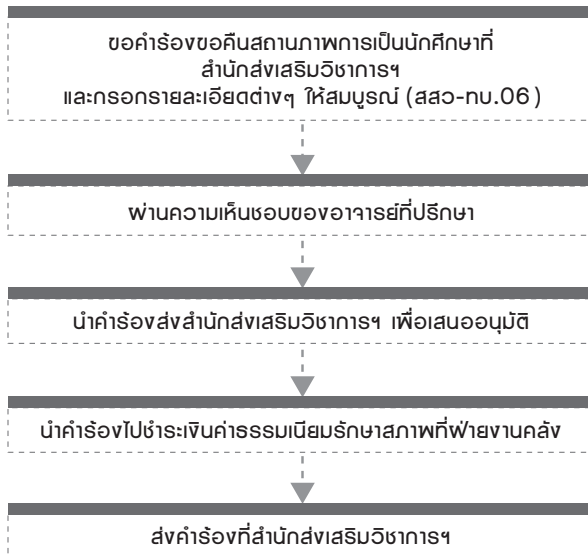 ขอคำร้องขอคืนสถานภาพการเป็นนักศึกษาที่
สำนักส่งเสริมวิชาการฯ
และกรอกรายละเอียดต่างๆ ให้สมบูรณ์ (สสว-ทบ.06)
ผ่านความเห็นชอบของอาจารย์ที่ปรึกษา
นำคำร้องส่งสำนักส่งเสริมวิชาการฯ เพื่อเสนออนุมัติ
นำคำร้องไปชำระเงินค่าธรรมเนียมรักษาสภาพที่ฝ่ายงานคลัง
ส่งคำร้องที่สำนักส่งเสริมวิชาการฯ